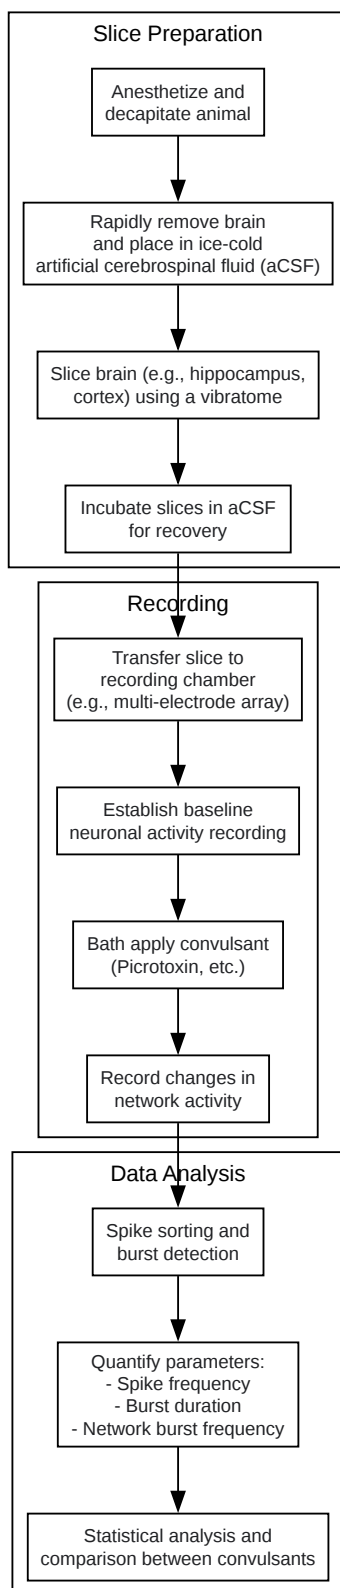 Slice Preparation
Anesthetize and
decapitate animal
Rapidly remove brain
and place in ice-cold
artificial cerebrospinal fluid (aCSF)
Slice brain (e.g., hippocampus,
cortex) using a vibratome
Incubate slices in aCSF
for recovery
Recording
Transfer slice to
recording chamber
(e.g., multi-electrode array)
Establish baseline
neuronal activity recording
Bath apply convulsant
(Picrotoxin, etc.)
Record changes in
network activity
Data Analysis
Spike sorting and
burst detection
Quantify parameters:
- Spike frequency
- Burst duration
- Network burst frequency
Statistical analysis and
comparison between convulsants